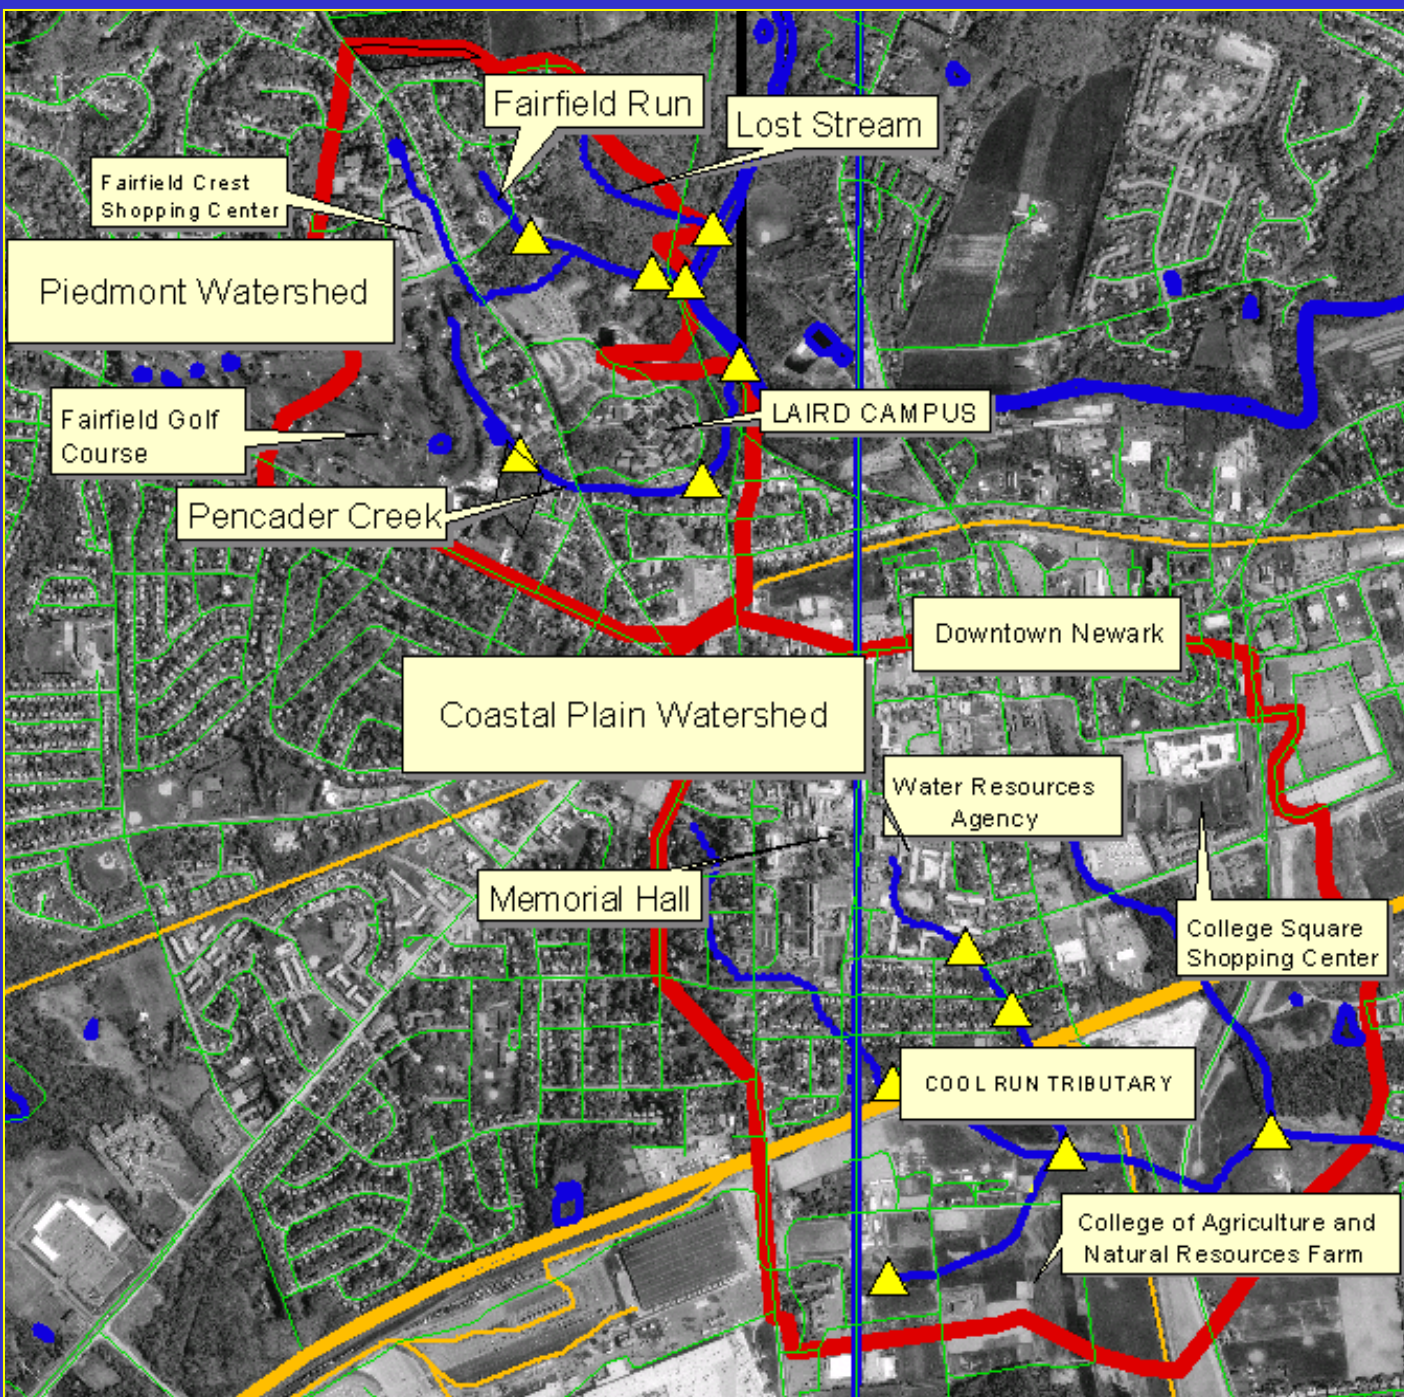 Fairfield Run
Lost Stream
Fairfield Crest
Shopping Center
Piedmont Watershed
Fairfield Golf
Course
LAIRD CAMPUS
Pencader Creek
Downtown Newark
Coastal Plain Watershed
Water Resources
Agency
Memorial Hall
College Square
Shopping Center
COOL RUN TRIBUTARY
College of Agriculture and
Natural Resources Farm